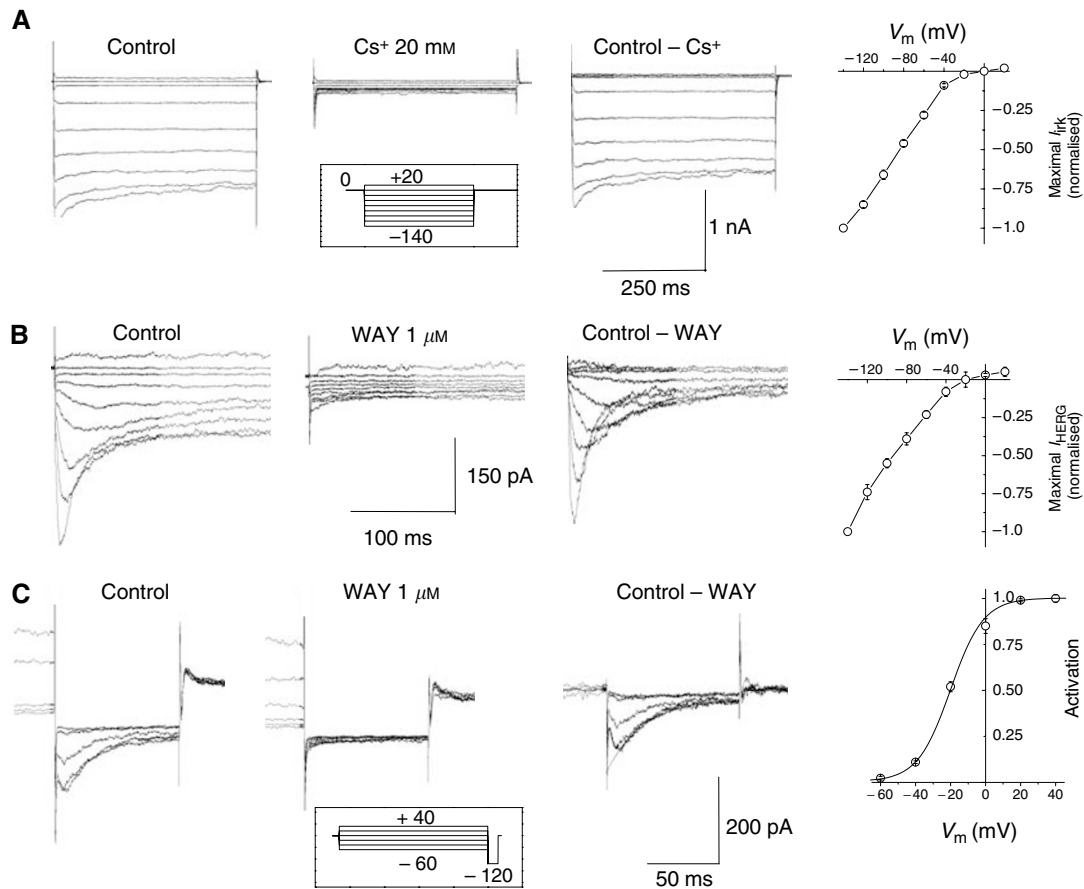 A
Control
Cs+ 20 mM
Control – Cs+
0
+20
−140
1 nA
250 ms
Vm (mV)
−120 −80 −40 0
−0.25
−0.50
−0.75
−1.0
Maximal Iirk
(normalised)
B
Control
WAY 1 μM
Control – WAY
150 pA
100 ms
Vm (mV)
−120 −80 −40 0
−0.25
−0.50
−0.75
−1.0
Maximal IHERG
(normalised)
C
Control
WAY 1 μM
Control – WAY
+ 40
− 60
− 120
200 pA
50 ms
1.0
0.75
0.50
0.25
Activation
−60 −40 −20 0 20 40
Vm (mV)